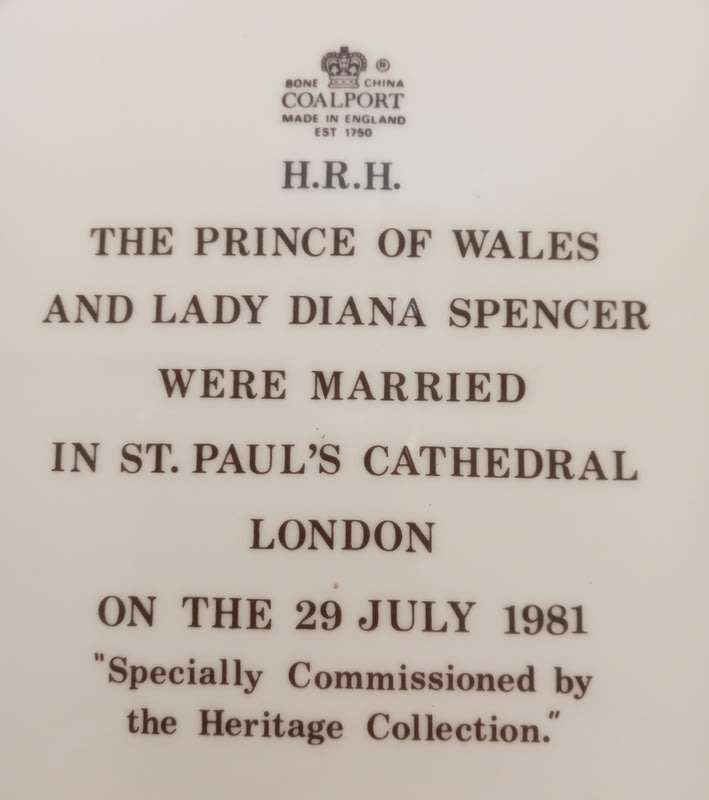 ®
BONE CHINA
COALPORT
MADE IN ENGLAND
EST 1750
H.R.H.
THE PRINCE OF WALES
AND LADY DIANA SPENCER
WERE MARRIED
IN ST. PAUL'S CATHEDRAL
LONDON
ON THE 29 JULY 1981
"Specially Commissioned by
the Heritage Collection."